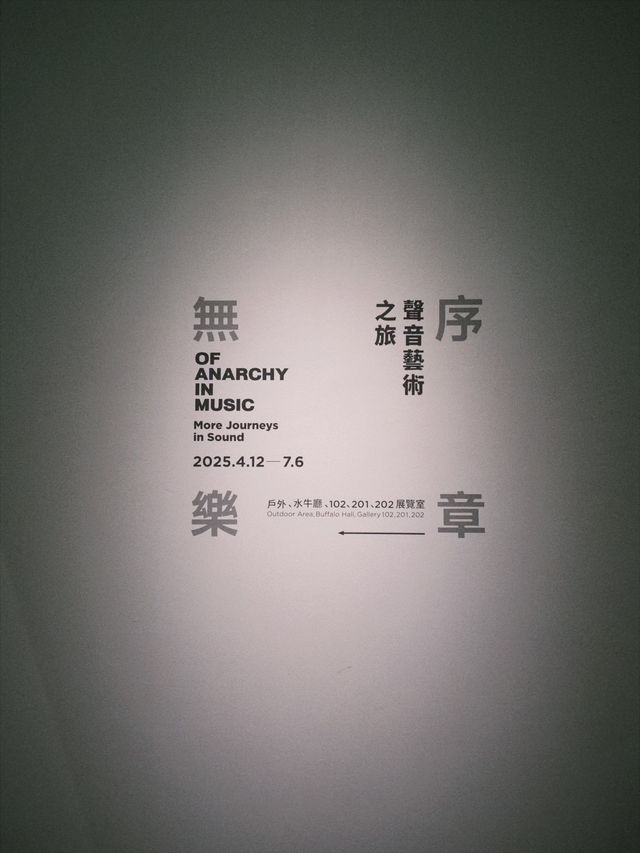 無序
樂章
聲音藝術
之旅
OF
ANARCHY
IN
MUSIC
More Journeys
in Sound
2025.4.12—7.6
戶外、水牛廳、102、201、202 展覽室
Outdoor Area, Buffalo Hall, Gallery 102, 201, 202